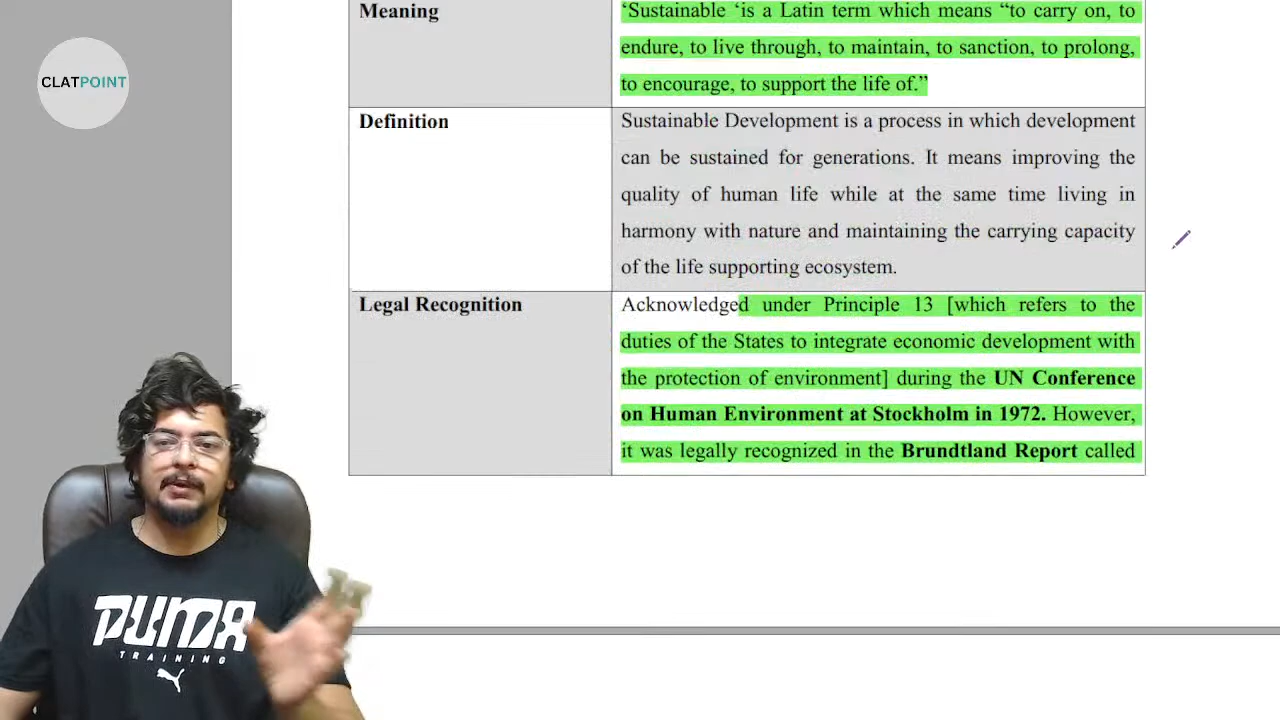 CLATPOINT
Meaning
‘Sustainable ‘is a Latin term which means “to carry on, to
endure, to live through, to maintain, to sanction, to prolong,
to encourage, to support the life of.”
Definition
Sustainable Development is a process in which development
can be sustained for generations. It means improving the
quality of human life while at the same time living in
harmony with nature and maintaining the carrying capacity
of the life supporting ecosystem.
Legal Recognition
Acknowledged under Principle 13 [which refers to the
duties of the States to integrate economic development with
the protection of environment] during the UN Conference
on Human Environment at Stockholm in 1972. However,
it was legally recognized in the Brundtland Report called
PUMA
TRAINING